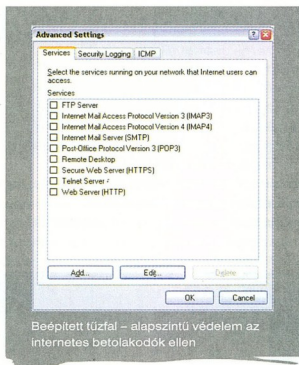 Advanced Settings
Services Security Logging ICMP
Select the services running on your network that Internet users can
access.
Services
FTP Server
Internet Mail Access Protocol Version 3 (IMAP3)
Internet Mail Access Protocol Version 4 (IMAP4)
Internet Mail Server (SMTP)
Post-Office Protocol Version 3 (POP3)
Remote Desktop
Secure Web Server (HTTPS)
Telnet Server
Web Server (HTTP)
Add... Edit... Delete
OK Cancel
Beépített tűzfal – alapszintű védelem az
internetes betolakodók ellen